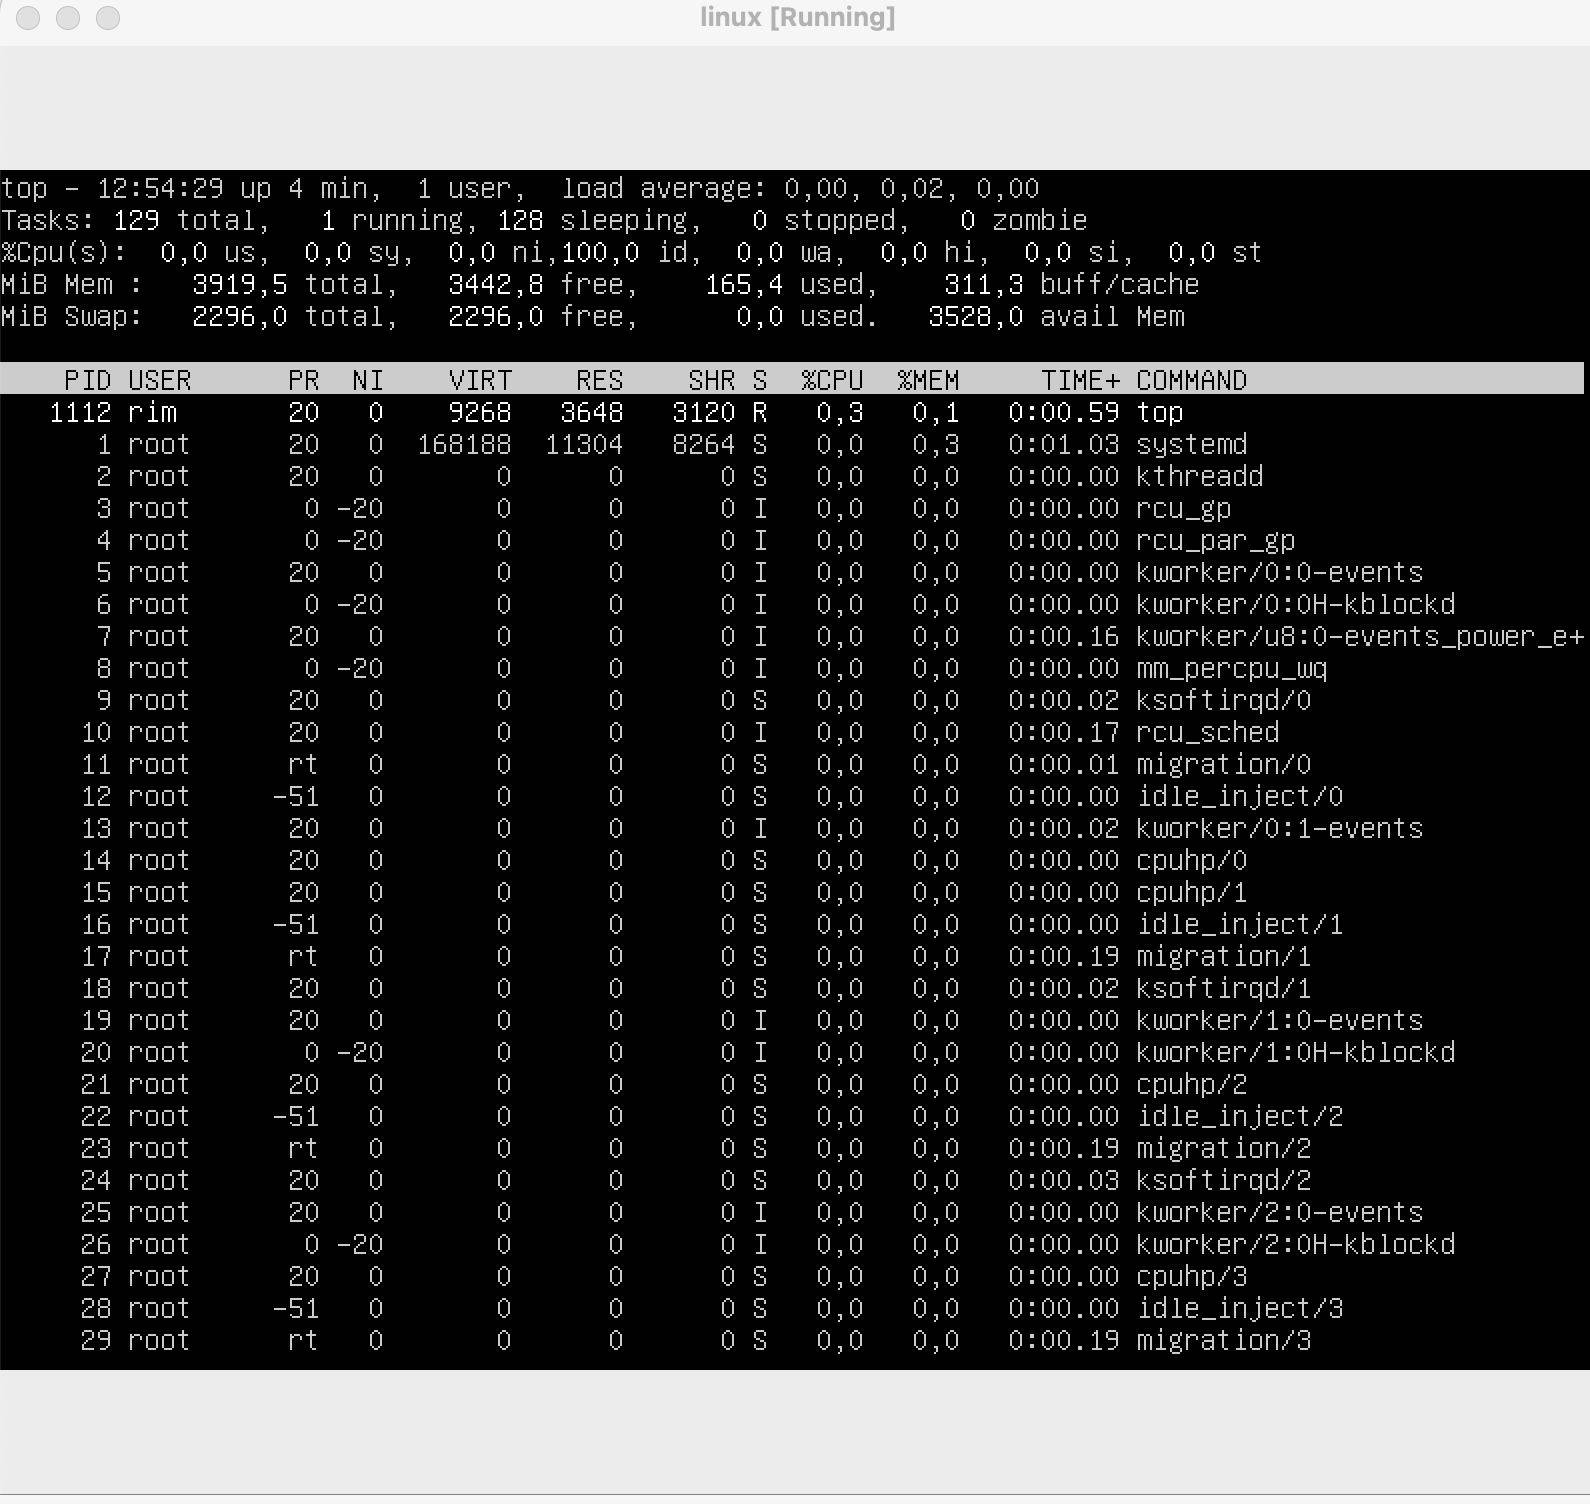 linux [Running]
top - 12:54:29 up 4 min,  1 user,  load average: 0,00, 0,02, 0,00
Tasks: 129 total,   1 running, 128 sleeping,   0 stopped,   0 zombie
%Cpu(s):  0,0 us,  0,0 sy,  0,0 ni,100,0 id,  0,0 wa,  0,0 hi,  0,0 si,  0,0 st
MiB Mem :   3919,5 total,   3442,8 free,    165,4 used,    311,3 buff/cache
MiB Swap:   2296,0 total,   2296,0 free,      0,0 used.   3528,0 avail Mem
PID USER      PR  NI    VIRT    RES    SHR S  %CPU  %MEM     TIME+ COMMAND
1112 rim       20   0    9268   3648   3120 R   0,3   0,1   0:00.59 top
1 root      20   0  168188  11304   8264 S   0,0   0,3   0:01.03 systemd
2 root      20   0       0      0      0 S   0,0   0,0   0:00.00 kthreadd
3 root       0 -20       0      0      0 I   0,0   0,0   0:00.00 rcu_gp
4 root       0 -20       0      0      0 I   0,0   0,0   0:00.00 rcu_par_gp
5 root      20   0       0      0      0 I   0,0   0,0   0:00.00 kworker/0:0-events
6 root       0 -20       0      0      0 I   0,0   0,0   0:00.00 kworker/0:0H-kblockd
7 root      20   0       0      0      0 I   0,0   0,0   0:00.16 kworker/u8:0-events_power_e+
8 root       0 -20       0      0      0 I   0,0   0,0   0:00.00 mm_percpu_wq
9 root      20   0       0      0      0 S   0,0   0,0   0:00.02 ksoftirqd/0
10 root      20   0       0      0      0 I   0,0   0,0   0:00.17 rcu_sched
11 root      rt   0       0      0      0 S   0,0   0,0   0:00.01 migration/0
12 root     -51   0       0      0      0 S   0,0   0,0   0:00.00 idle_inject/0
13 root      20   0       0      0      0 I   0,0   0,0   0:00.02 kworker/0:1-events
14 root      20   0       0      0      0 S   0,0   0,0   0:00.00 cpuhp/0
15 root      20   0       0      0      0 S   0,0   0,0   0:00.00 cpuhp/1
16 root     -51   0       0      0      0 S   0,0   0,0   0:00.00 idle_inject/1
17 root      rt   0       0      0      0 S   0,0   0,0   0:00.19 migration/1
18 root      20   0       0      0      0 S   0,0   0,0   0:00.02 ksoftirqd/1
19 root      20   0       0      0      0 I   0,0   0,0   0:00.00 kworker/1:0-events
20 root       0 -20       0      0      0 I   0,0   0,0   0:00.00 kworker/1:0H-kblockd
21 root      20   0       0      0      0 S   0,0   0,0   0:00.00 cpuhp/2
22 root     -51   0       0      0      0 S   0,0   0,0   0:00.00 idle_inject/2
23 root      rt   0       0      0      0 S   0,0   0,0   0:00.19 migration/2
24 root      20   0       0      0      0 S   0,0   0,0   0:00.03 ksoftirqd/2
25 root      20   0       0      0      0 I   0,0   0,0   0:00.00 kworker/2:0-events
26 root       0 -20       0      0      0 I   0,0   0,0   0:00.00 kworker/2:0H-kblockd
27 root      20   0       0      0      0 S   0,0   0,0   0:00.00 cpuhp/3
28 root     -51   0       0      0      0 S   0,0   0,0   0:00.00 idle_inject/3
29 root      rt   0       0      0      0 S   0,0   0,0   0:00.19 migration/3